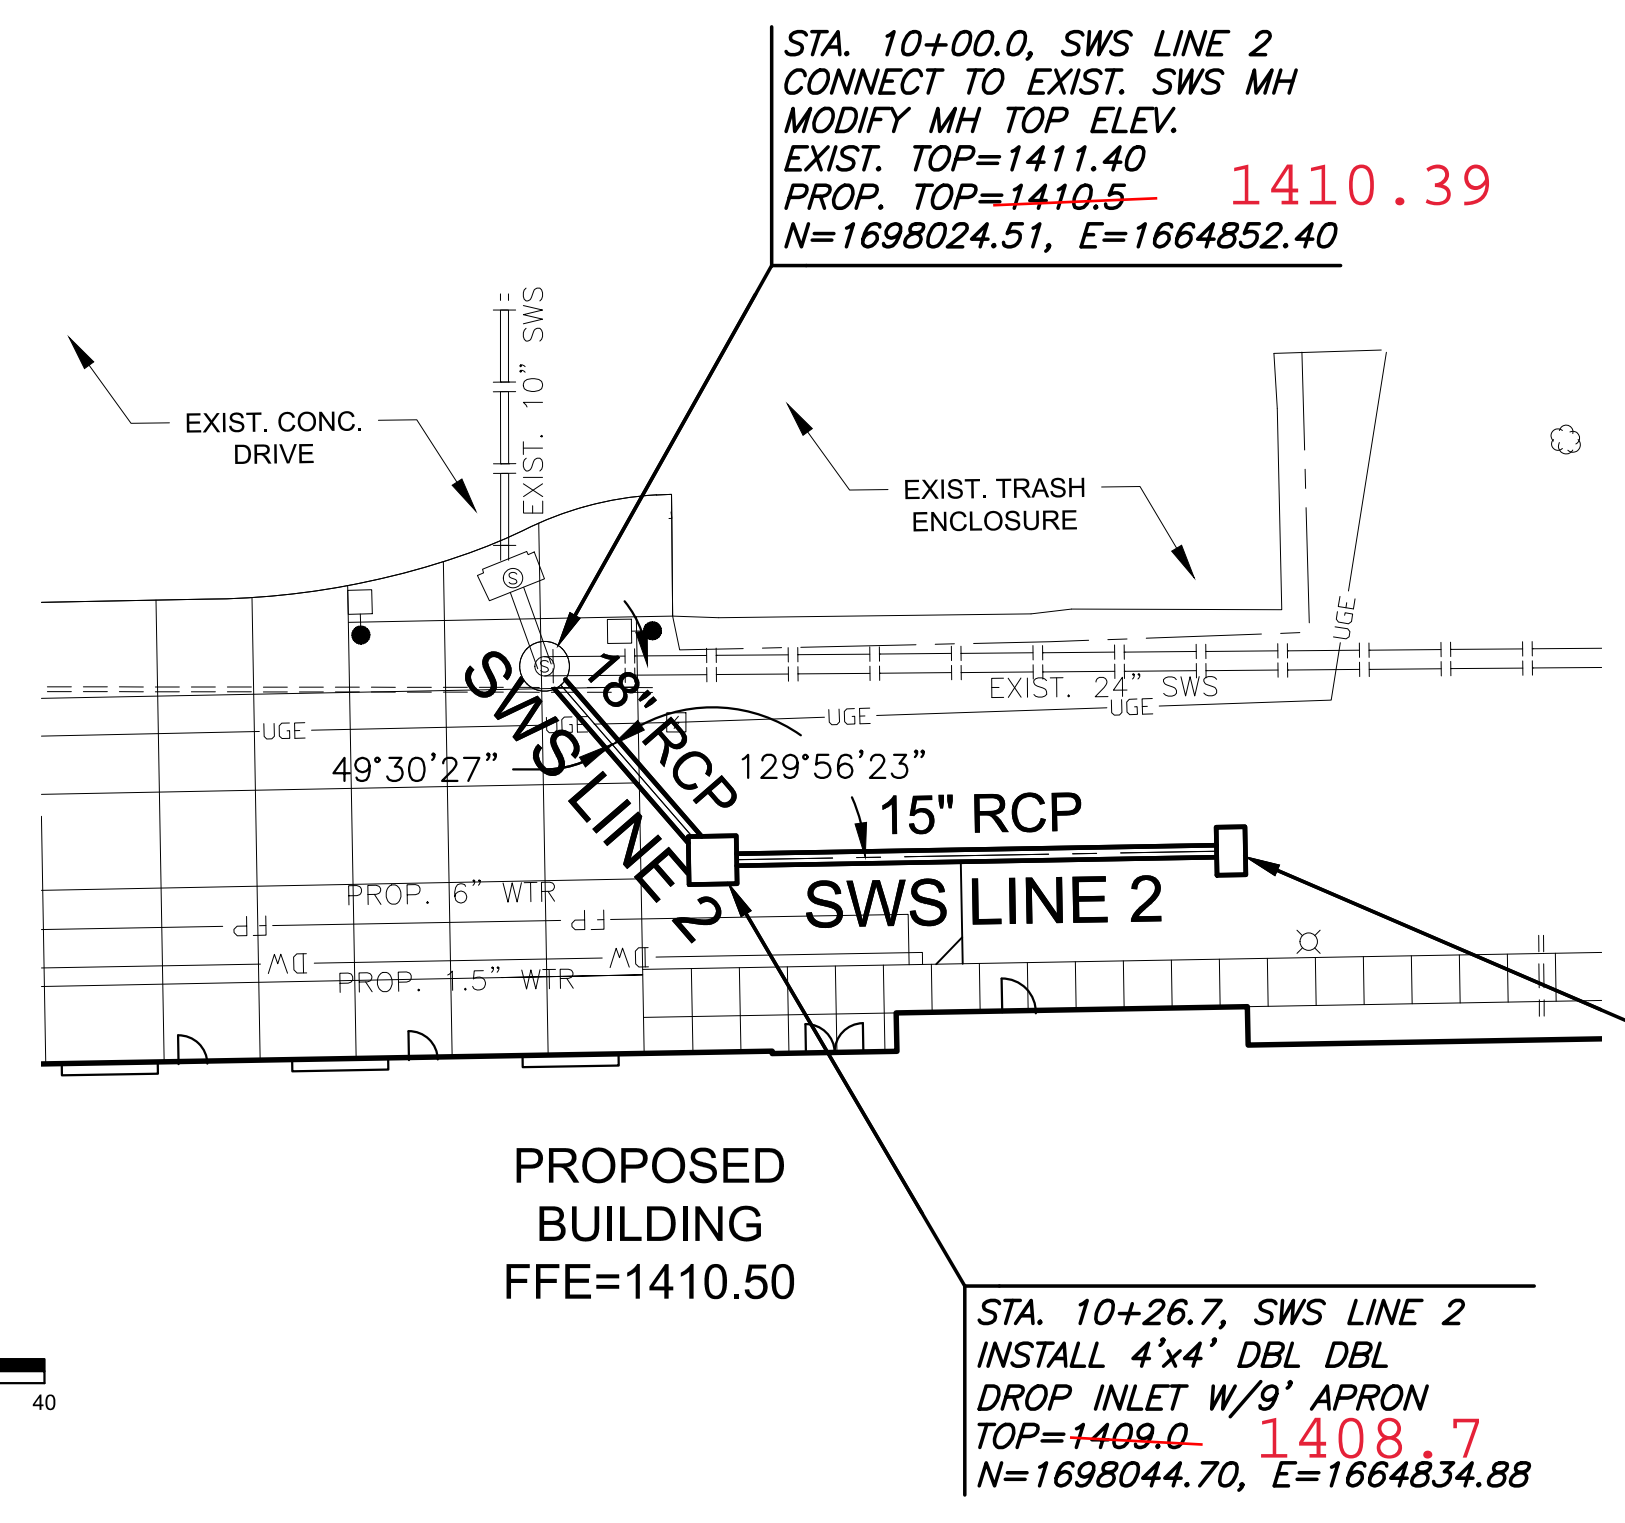 STA. 10+00.0, SWS LINE 2
CONNECT TO EXIST. SWS MH
MODIFY MH TOP ELEV.
EXIST. TOP=1411.40
PROP. TOP=1410.5 1410.39
N=1698024.51, E=1664852.40
EXIST. 10" SWS
EXIST. CONC.
DRIVE
EXIST. TRASH
ENCLOSURE
S
S
UGE
EXIST. 24" SWS
UGE
UGE
UGE
UGE
18" RCP
SWS LINE 2
49°30'27"
129°56'23"
15" RCP
SWS LINE 2
PROP. 6" WTR
FP
FP
DW
DW
PROP. 1.5" WTR
PROPOSED
BUILDING
FFE=1410.50
STA. 10+26.7, SWS LINE 2
INSTALL 4'x4' DBL DBL
DROP INLET W/9' APRON
TOP=1409.0 1408.7
N=1698044.70, E=1664834.88
40